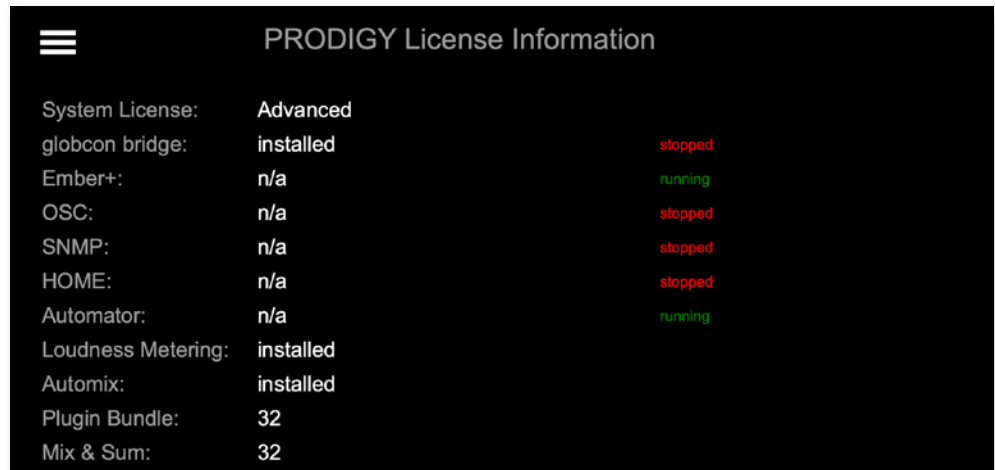 PRODIGY License Information
System License: Advanced
globcon bridge: installed stopped
Ember+: n/a running
OSC: n/a stopped
SNMP: n/a stopped
HOME: n/a stopped
Automator: n/a running
Loudness Metering: installed
Automix: installed
Plugin Bundle: 32
Mix & Sum: 32